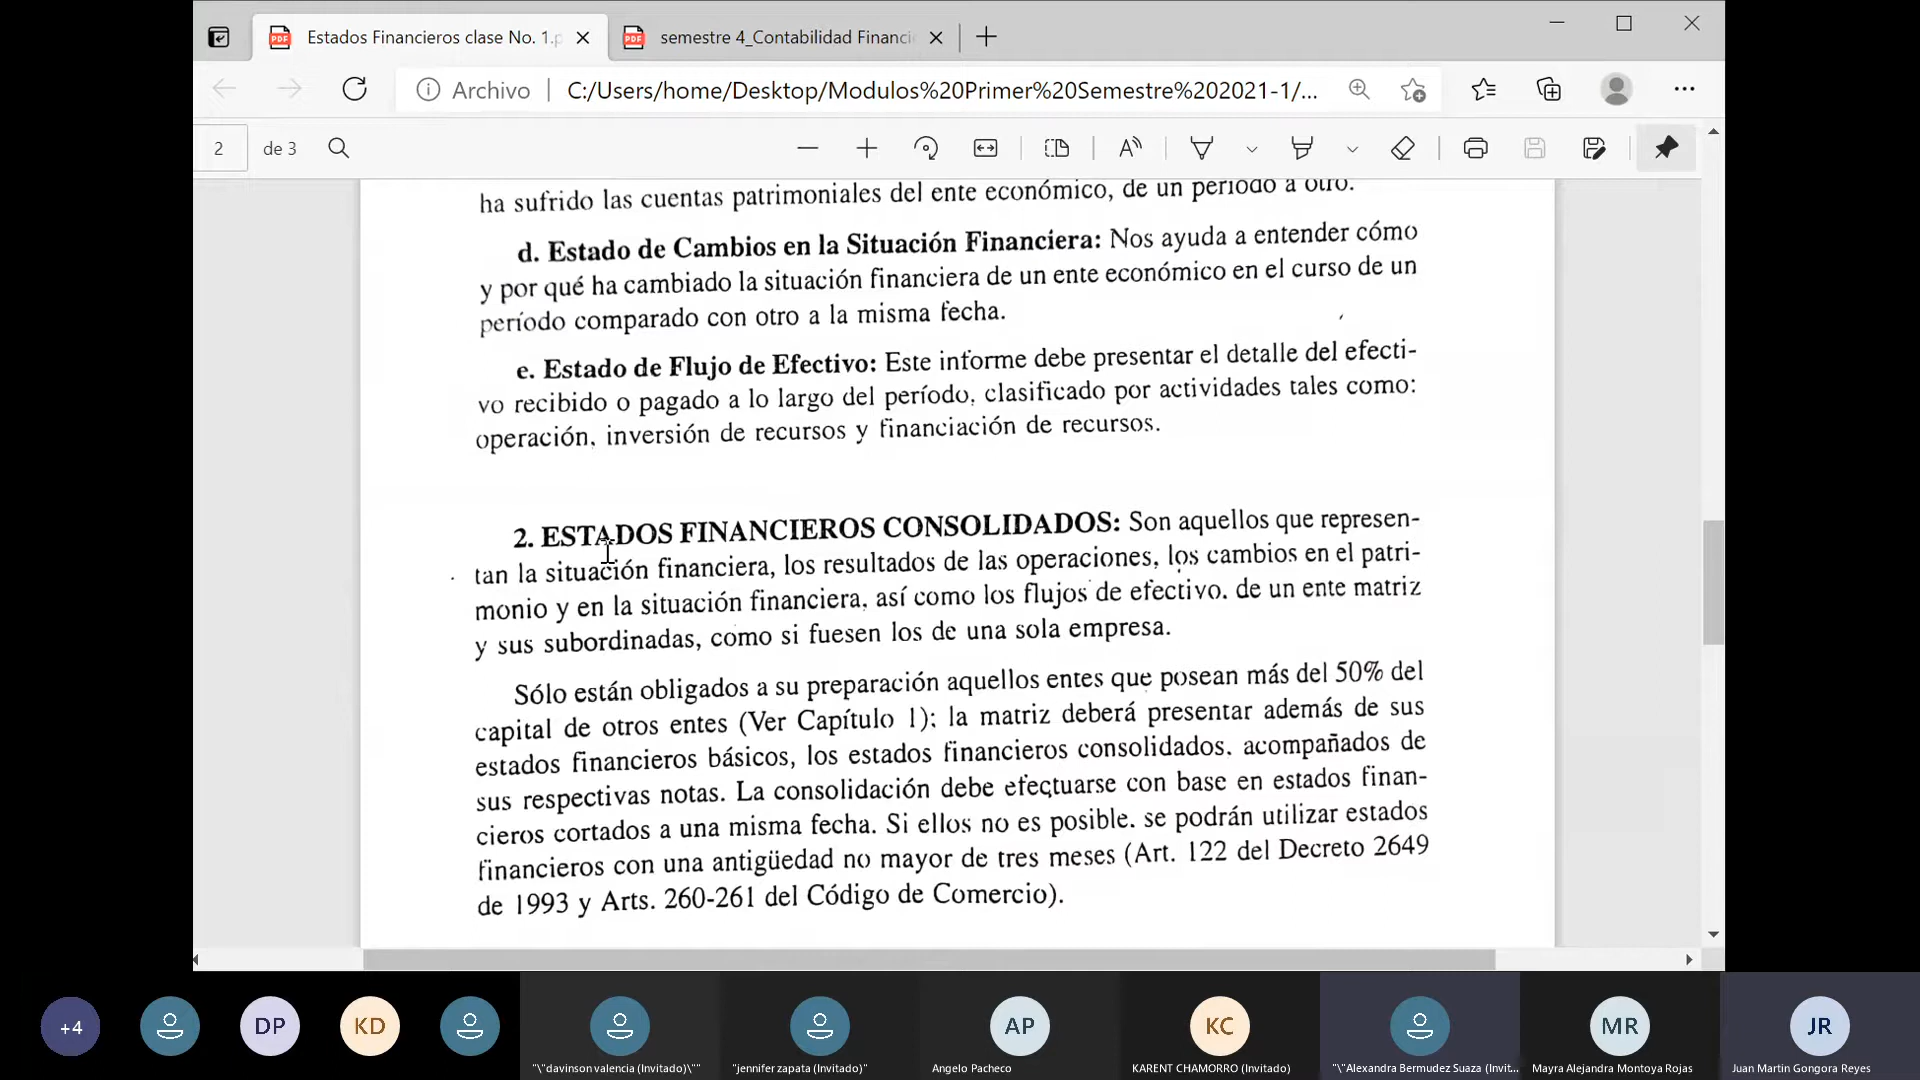 Estados Financieros clase No. 1.p
semestre 4_Contabilidad Financi
Archivo
C:/Users/home/Desktop/Modulos%20Primer%20Semestre%202021-1/...
2 de 3
ha sufrido las cuentas patrimoniales del ente económico, de un período a otro.
d. Estado de Cambios en la Situación Financiera: Nos ayuda a entender cómo
y por qué ha cambiado la situación financiera de un ente económico en el curso de un
período comparado con otro a la misma fecha.
e. Estado de Flujo de Efectivo: Este informe debe presentar el detalle del efecti-
vo recibido o pagado a lo largo del período, clasificado por actividades tales como:
operación, inversión de recursos y financiación de recursos.
2. ESTADOS FINANCIEROS CONSOLIDADOS: Son aquellos que represen-
tan la situación financiera, los resultados de las operaciones, los cambios en el patri-
monio y en la situación financiera, así como los flujos de efectivo, de un ente matriz
y sus subordinadas, como si fuesen los de una sola empresa.
Sólo están obligados a su preparación aquellos entes que posean más del 50% del
capital de otros entes (Ver Capítulo 1); la matriz deberá presentar además de sus
estados financieros básicos, los estados financieros consolidados, acompañados de
sus respectivas notas. La consolidación debe efectuarse con base en estados finan-
cieros cortados a una misma fecha. Si ellos no es posible, se podrán utilizar estados
financieros con una antigüedad no mayor de tres meses (Art. 122 del Decreto 2649
de 1993 y Arts. 260-261 del Código de Comercio).
+4
DP
KD
AP
KC
MR
JR
"\"davinson valencia (Invitado)\""
"jennifer zapata (Invitado)"
Angelo Pacheco
KARENT CHAMORRO (Invitado)
"\"Alexandra Bermudez Suaza (Invit...
Mayra Alejandra Montoya Rojas
Juan Martin Gongora Reyes